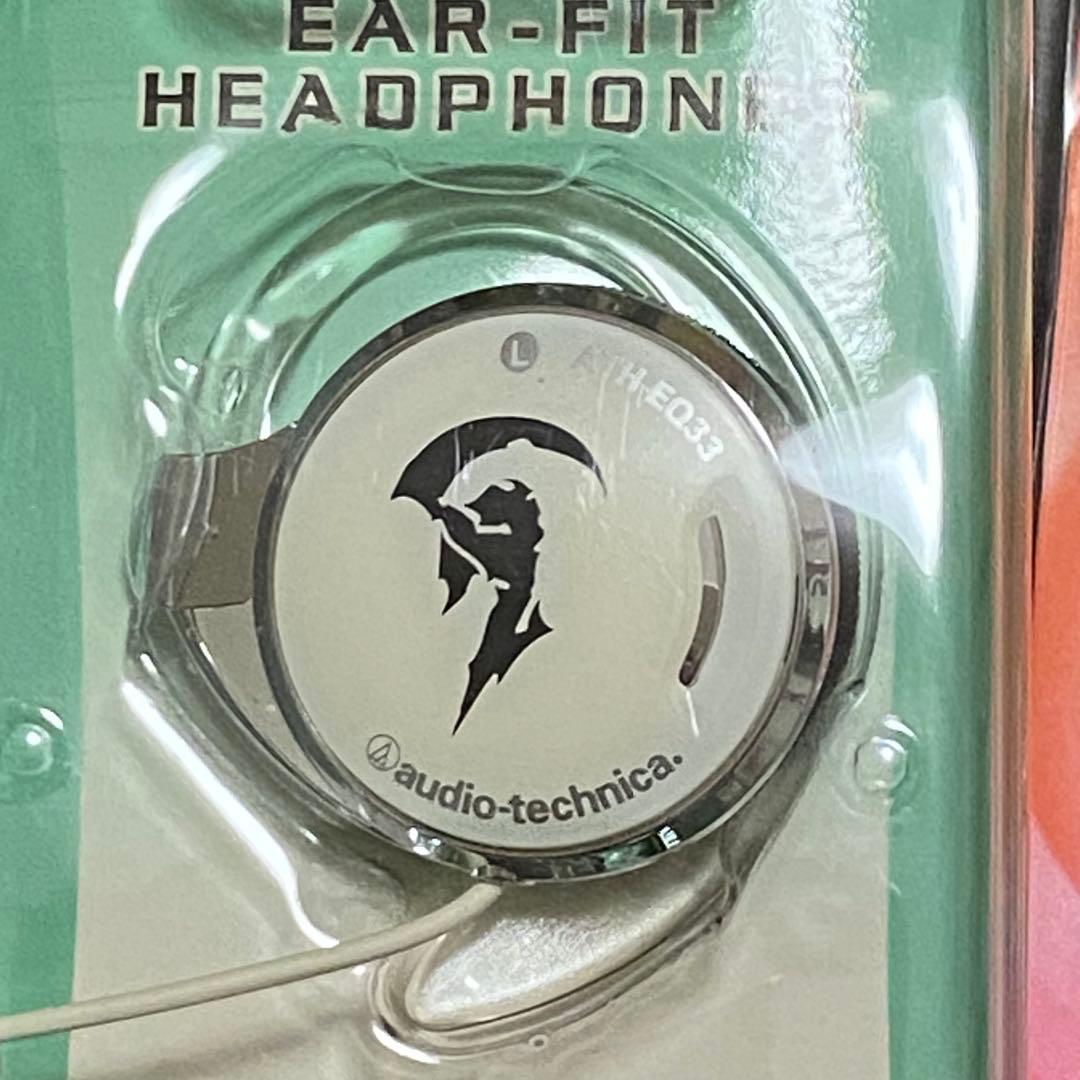 EAR-FIT
HEADPHONE
L
ATH-EQ33
audio-technica.